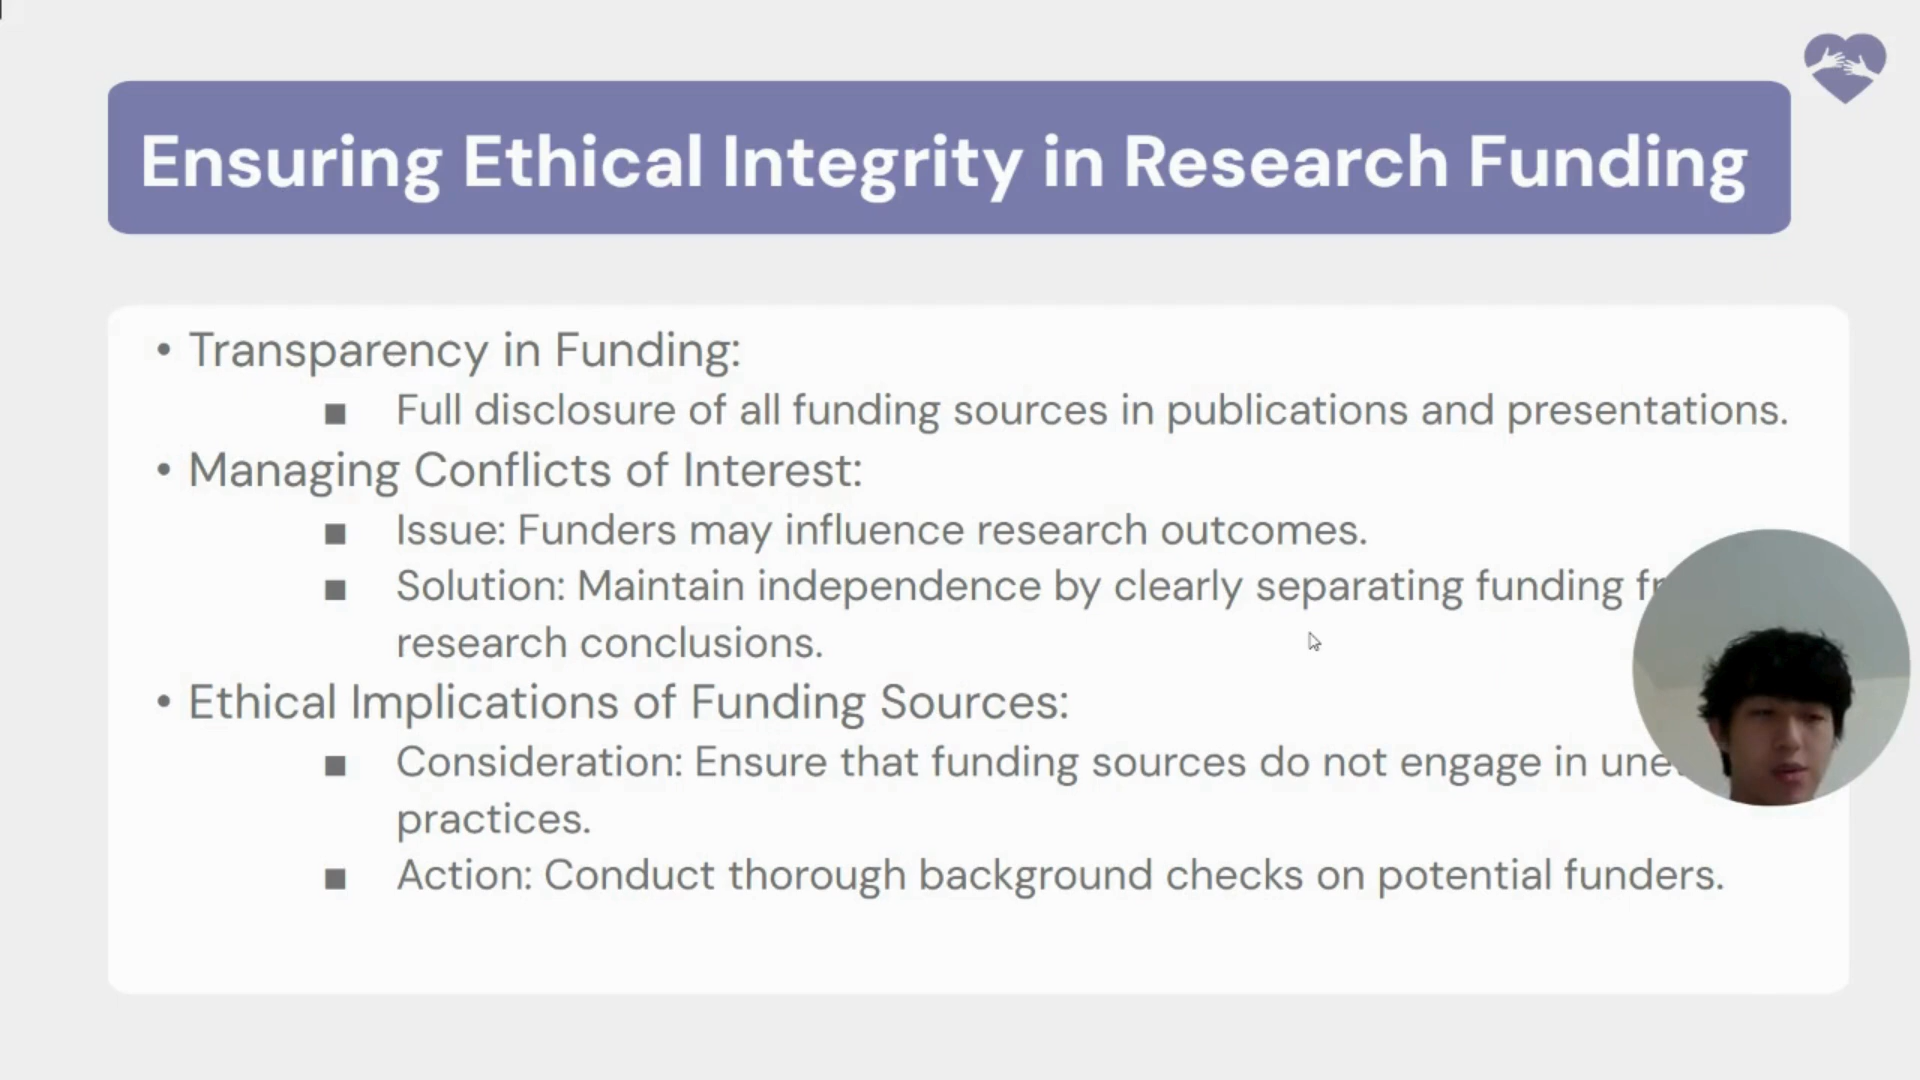 Ensuring Ethical Integrity in Research Funding
• Transparency in Funding:
■ Full disclosure of all funding sources in publications and presentations.
• Managing Conflicts of Interest:
■ Issue: Funders may influence research outcomes.
■ Solution: Maintain independence by clearly separating funding
research conclusions.
• Ethical Implications of Funding Sources:
■ Consideration: Ensure that funding sources do not engage in
practices.
■ Action: Conduct thorough background checks on potential funders.